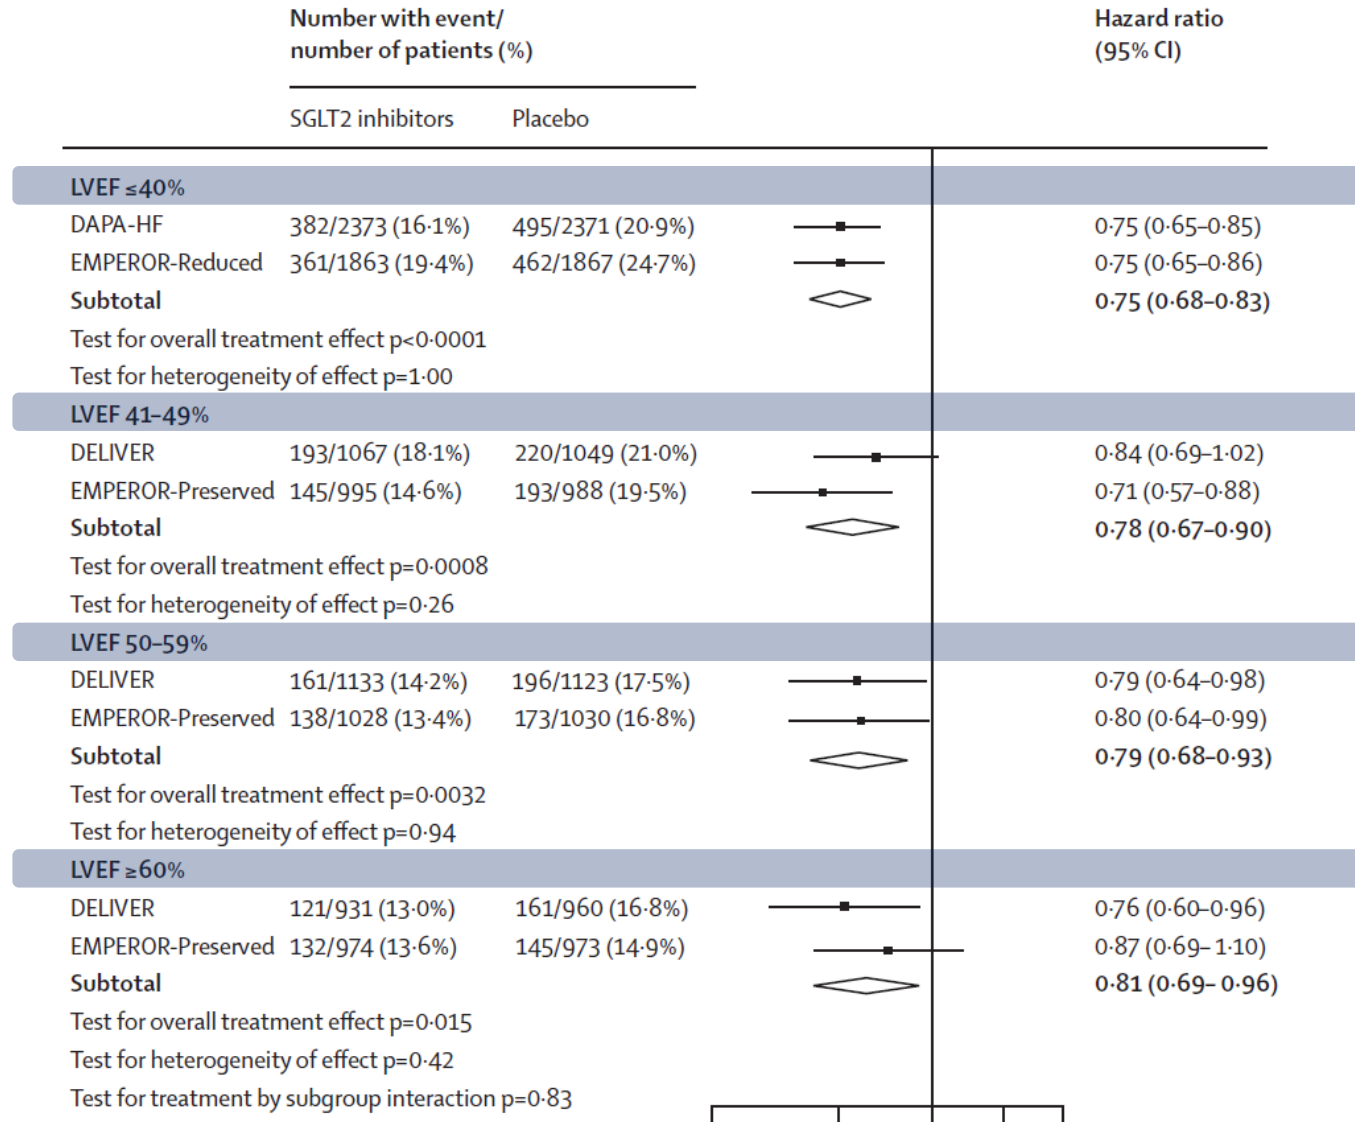 Number with event/ Hazard ratio
number of patients (%) (95% CI)
SGLT2 inhibitors Placebo
LVEF ≤40%
DAPA-HF 382/2373 (16·1%) 495/2371 (20·9%) 0·75 (0·65–0·85)
EMPEROR-Reduced 361/1863 (19·4%) 462/1867 (24·7%) 0·75 (0·65–0·86)
Subtotal 0·75 (0·68–0·83)
Test for overall treatment effect p<0·0001
Test for heterogeneity of effect p=1·00
LVEF 41–49%
DELIVER 193/1067 (18·1%) 220/1049 (21·0%) 0·84 (0·69–1·02)
EMPEROR-Preserved 145/995 (14·6%) 193/988 (19·5%) 0·71 (0·57–0·88)
Subtotal 0·78 (0·67–0·90)
Test for overall treatment effect p=0·0008
Test for heterogeneity of effect p=0·26
LVEF 50–59%
DELIVER 161/1133 (14·2%) 196/1123 (17·5%) 0·79 (0·64–0·98)
EMPEROR-Preserved 138/1028 (13·4%) 173/1030 (16·8%) 0·80 (0·64–0·99)
Subtotal 0·79 (0·68–0·93)
Test for overall treatment effect p=0·0032
Test for heterogeneity of effect p=0·94
LVEF ≥60%
DELIVER 121/931 (13·0%) 161/960 (16·8%) 0·76 (0·60–0·96)
EMPEROR-Preserved 132/974 (13·6%) 145/973 (14·9%) 0·87 (0·69– 1·10)
Subtotal 0·81 (0·69– 0·96)
Test for overall treatment effect p=0·015
Test for heterogeneity of effect p=0·42
Test for treatment by subgroup interaction p=0·83